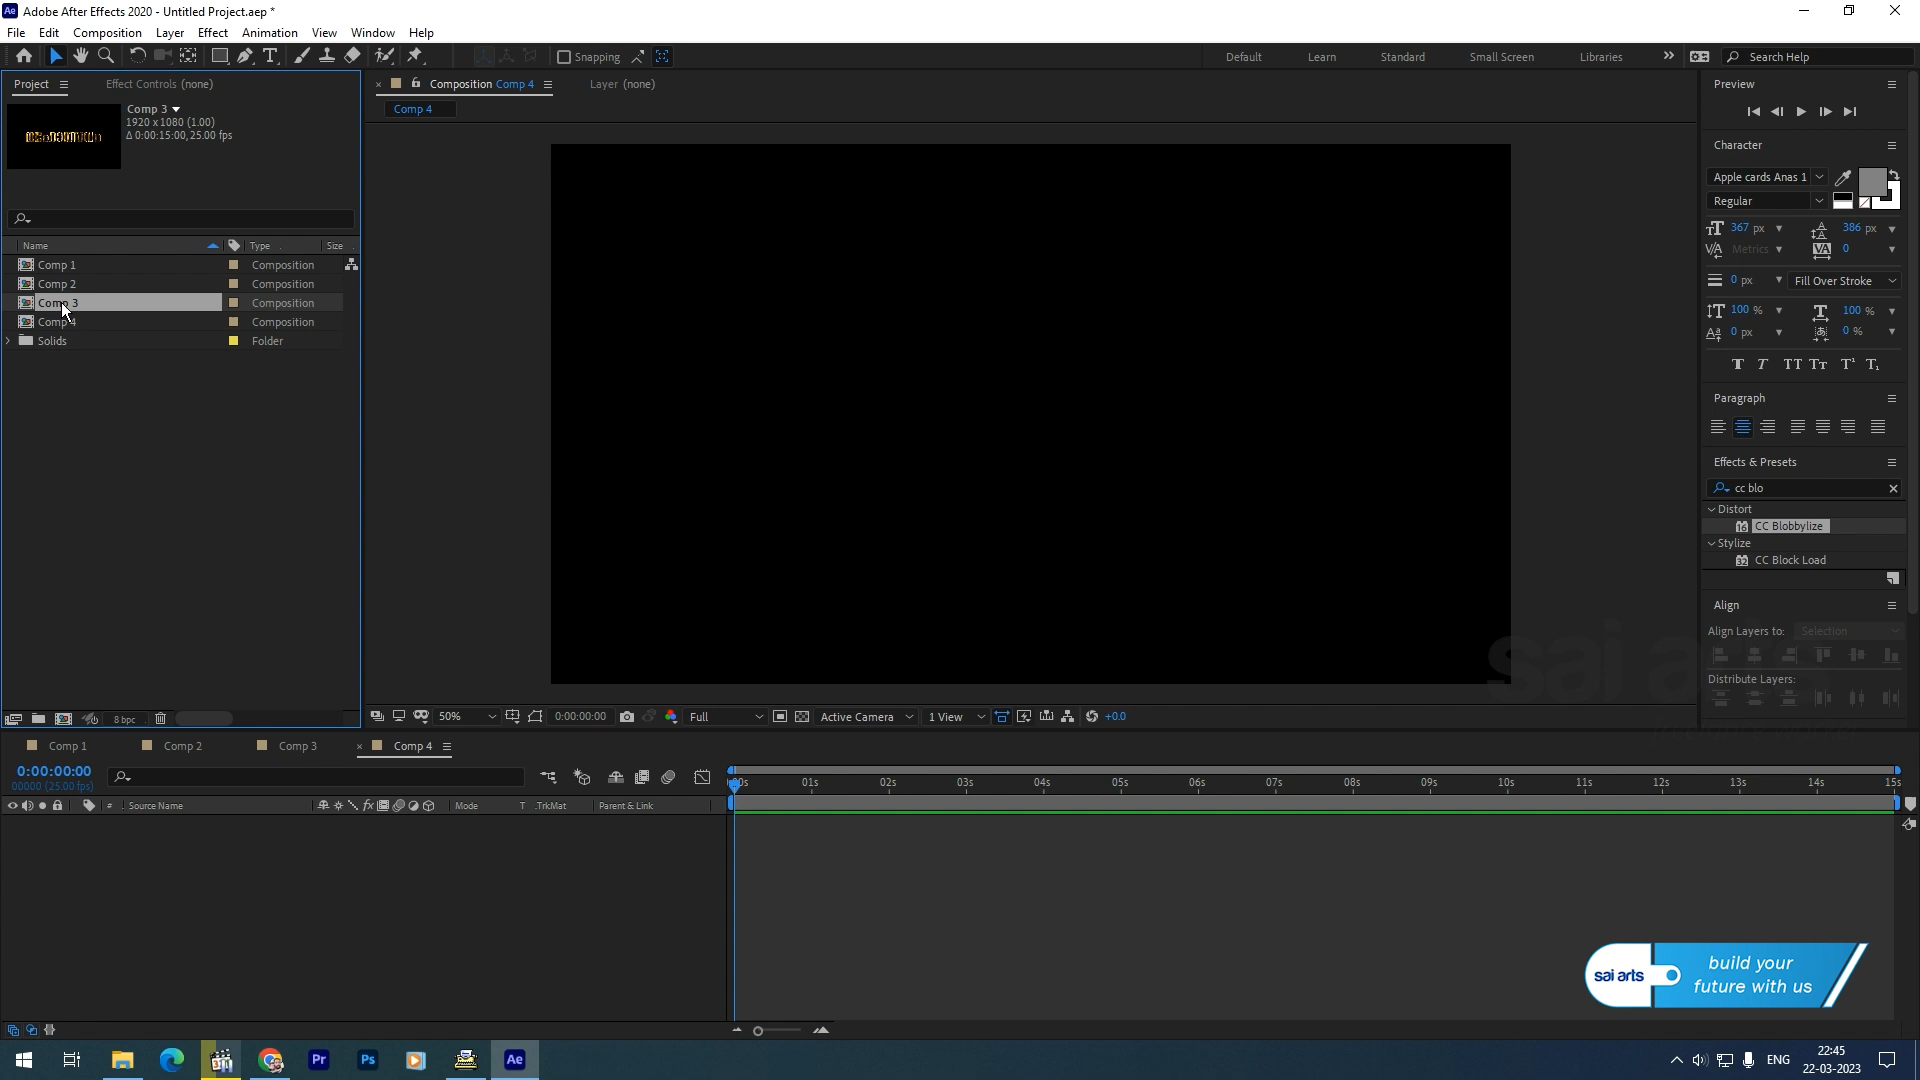 Adobe After Effects 2020 - Untitled Project.aep *
File Edit Composition Layer Effect Animation View Window Help
Snapping
Default Learn Standard Small Screen Libraries
Search Help
Project
Effect Controls (none)
Comp 3
1920 x 1080 (1.00)
Δ 0:00:15:00, 25.00 fps
Name Type Size
Comp 1 Composition
Comp 2 Composition
Comp 3 Composition
Comp 4 Composition
Solids Folder
8 bpc
Composition Comp 4
Layer (none)
Comp 4
50%
0:00:00:00
Full
Active Camera
1 View
+0.0
Preview
Character
Apple cards Anas 1
Regular
367 px 386 px
Metrics 0
0 px Fill Over Stroke
100 % 100 %
0 px 0 %
Paragraph
Effects & Presets
cc blo
Distort
CC Blobbylize
Stylize
CC Block Load
Align
Align Layers to: Selection
Distribute Layers:
Comp 1 Comp 2 Comp 3 Comp 4
0:00:00:00
00000 (25.00 fps)
# Source Name Mode T .TrkMat Parent & Link
01s 02s 03s 04s 05s 06s 07s 08s 09s 10s 11s 12s 13s 14s 15s
sai arts
build your
future with us
ENG
22:45
22-03-2023